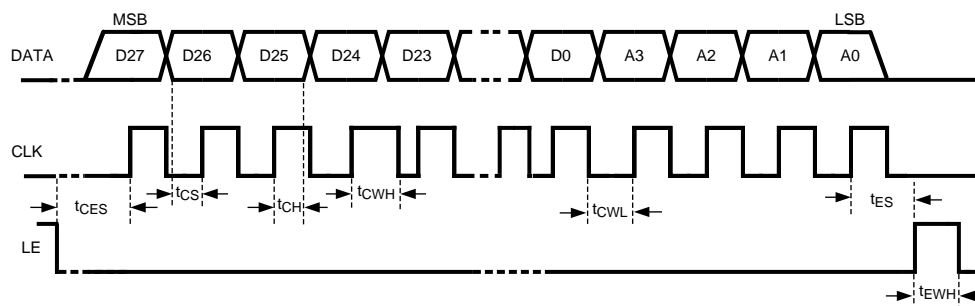 MSB LSB
DATA D27 D26 D25 D24 D23 D0 A3 A2 A1 A0
CLK
tCES tCS tCH tCWH tCWL tES
LE
tEWH